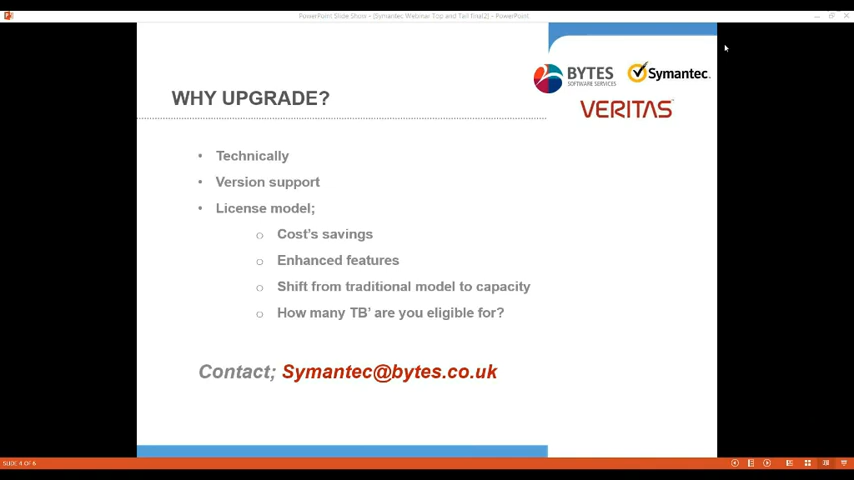 PowerPoint Slide Show - [Symantec Webinar Top and Tail final(2) - PowerPoint
BYTES
SOFTWARE SERVICES
Symantec.
VERITAS
WHY UPGRADE?
• Technically
• Version support
• License model;
o Cost's savings
o Enhanced features
o Shift from traditional model to capacity
o How many TB' are you eligible for?
Contact; Symantec@bytes.co.uk
SLIDE 4 OF 6